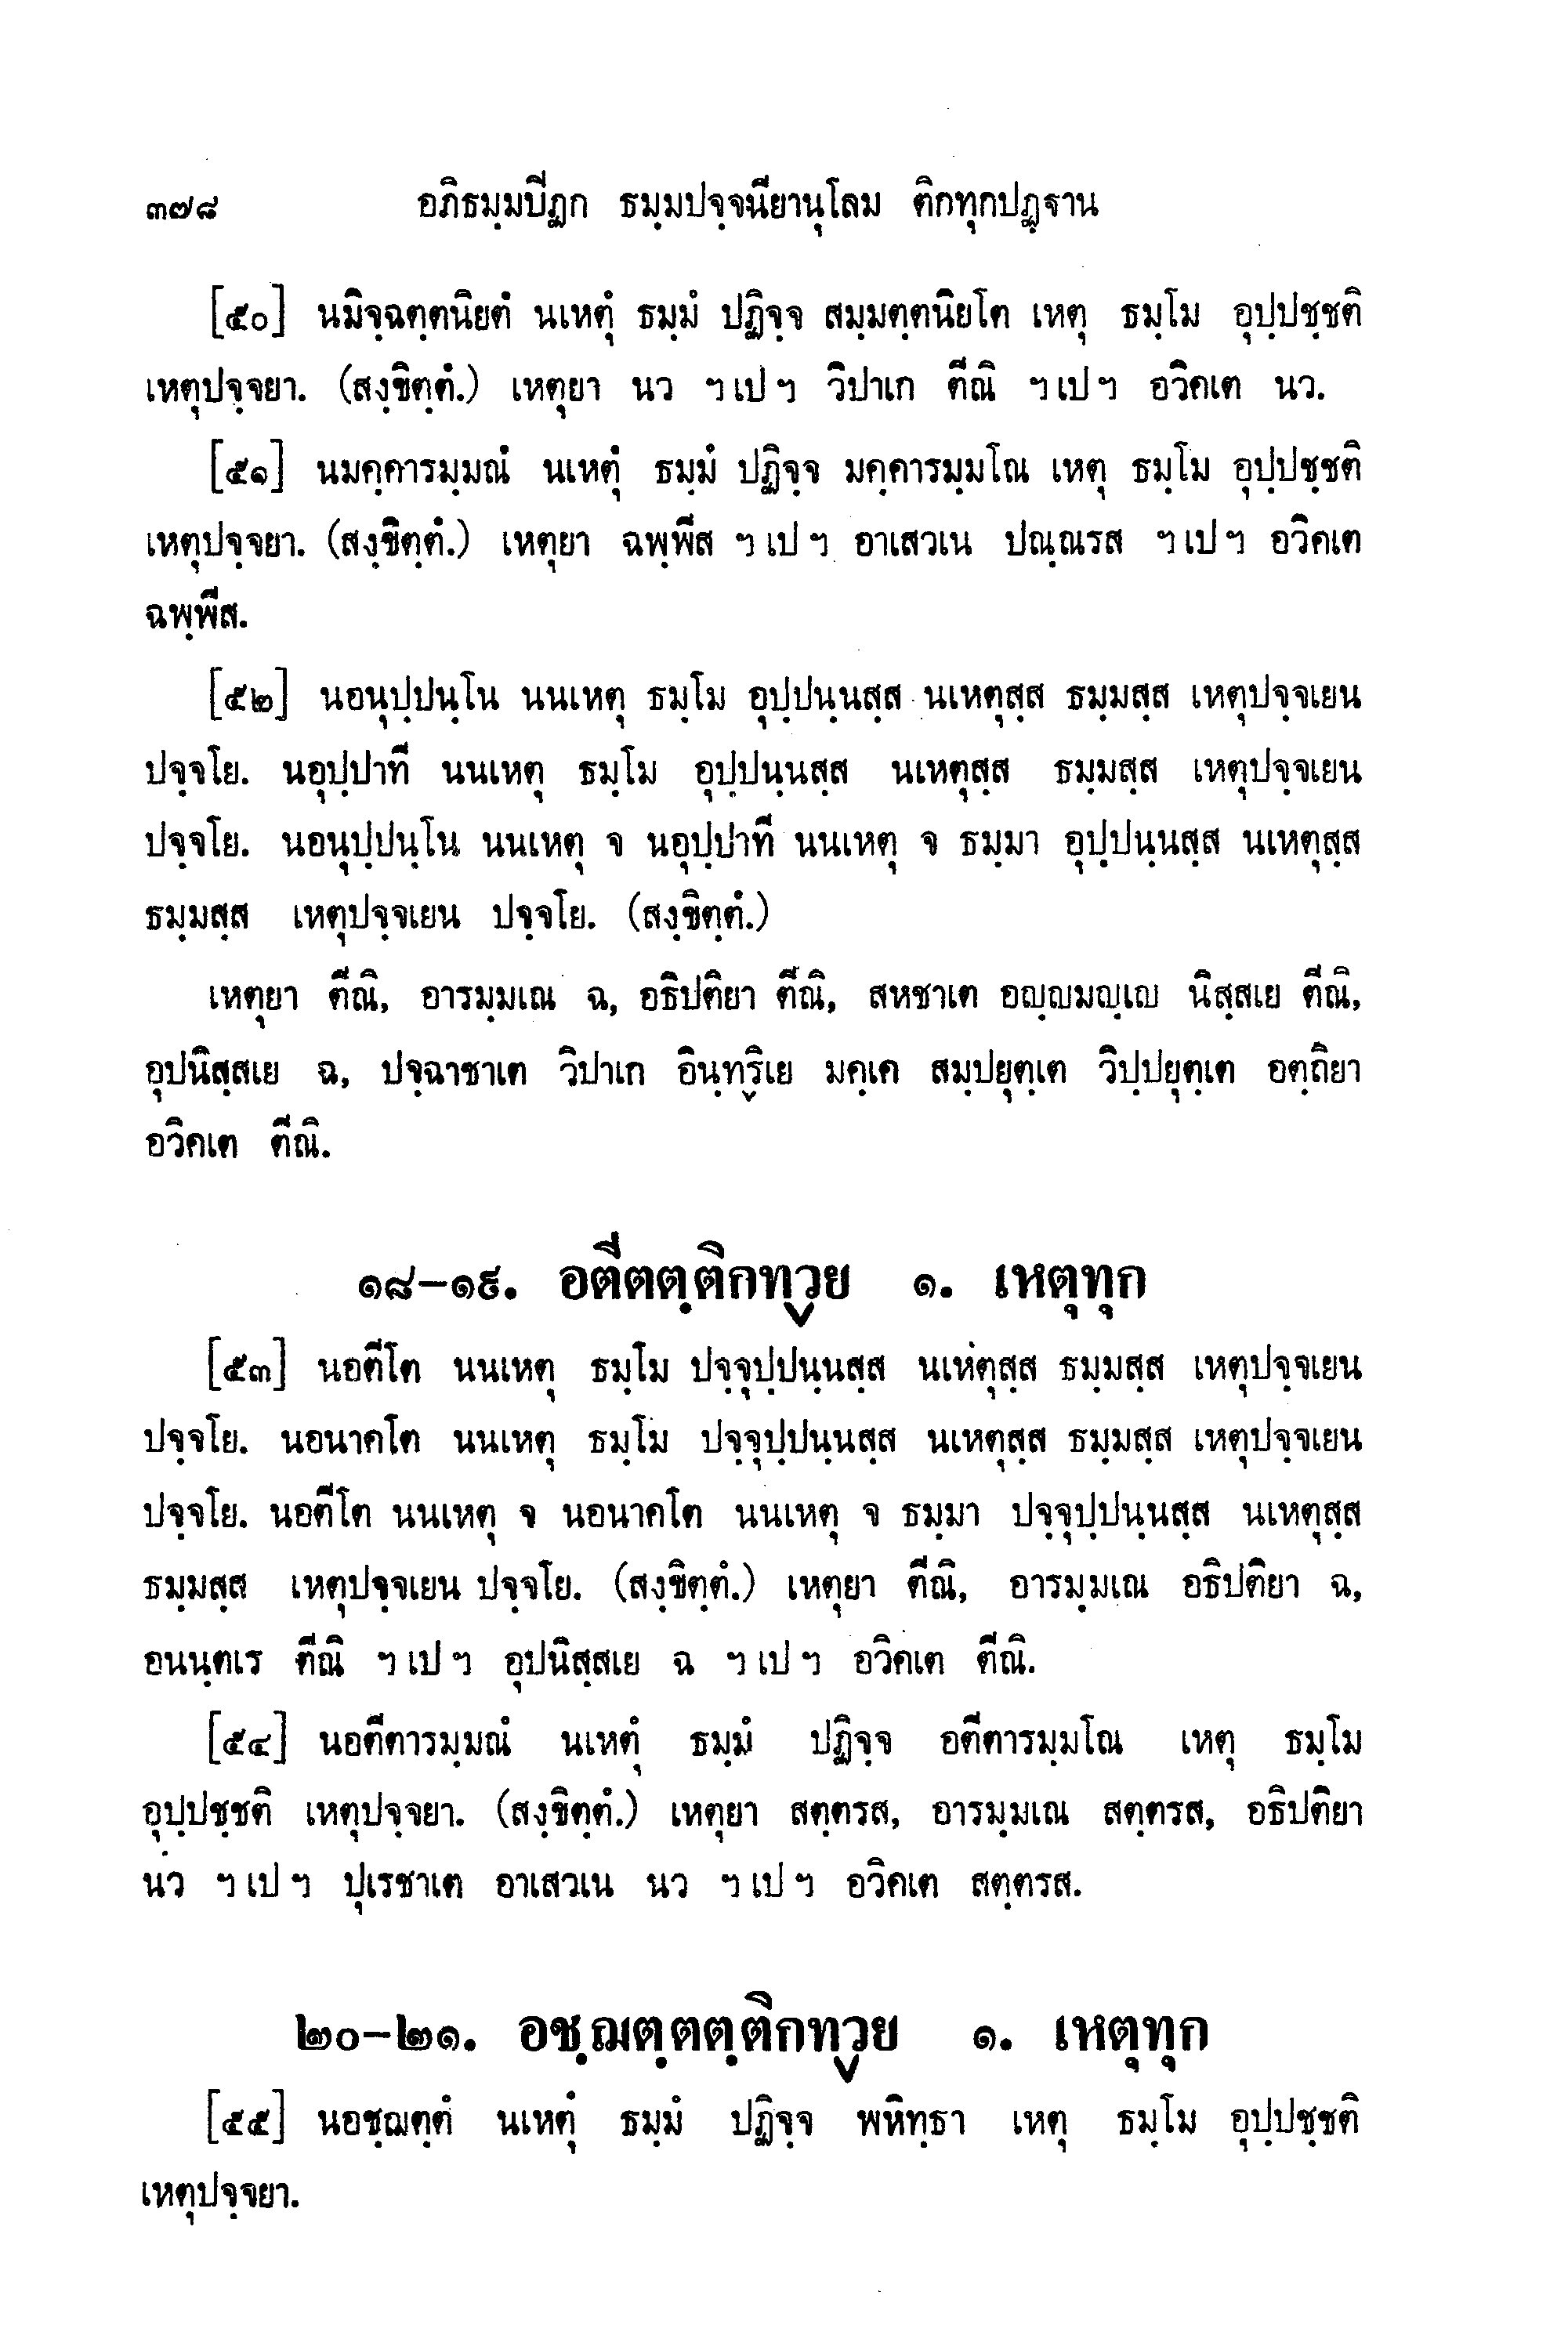 ๓๗๘ อภิธมฺมปีฏก ธมฺมปจฺจนียานุโลม ติกทุกปฏฺฐาน
[๕๐] นมิจฺฉตฺตนิยตํ นเหตุํ ธมฺมํ ปฏิจฺจ สมฺมตฺตนิยโต เหตุ ธมฺโม อุปฺปชฺชติ
เหตุปจฺจยา. (สงฺขิตฺตํ.) เหตุยา นว ฯ เป ฯ วิปาเก ตีณิ ฯ เป ฯ อวิคเต นว.
[๕๑] นมคฺคารมฺมณํ นเหตุํ ธมฺมํ ปฏิจฺจ มคฺคารมฺมโณ เหตุ ธมฺโม อุปฺปชฺชติ
เหตุปจฺจยา. (สงฺขิตฺตํ.) เหตุยา ฉพฺพีส ฯ เป ฯ อาเสวเน ปณฺณรส ฯ เป ฯ อวิคเต
ฉพฺพีส.
[๕๒] นอนุปฺปนฺโน นนเหตุ ธมฺโม อุปฺปนฺนสฺส นเหตุสฺส ธมฺมสฺส เหตุปจฺจเยน
ปจฺจโย. นอุปฺปาที นนเหตุ ธมฺโม อุปฺปนฺนสฺส นเหตุสฺส ธมฺมสฺส เหตุปจฺจเยน
ปจฺจโย. นอนุปฺปนฺโน นนเหตุ จ นอุปฺปาที นนเหตุ จ ธมฺมา อุปฺปนฺนสฺส นเหตุสฺส
ธมฺมสฺส เหตุปจฺจเยน ปจฺจโย. (สงฺขิตฺตํ.)
เหตุยา ตีณิ, อารมฺมเณ ฉ, อธิปติยา ตีณิ, สหชาเต อญฺญมญฺเญ นิสฺสเย ตีณิ,
อุปนิสฺสเย ฉ, ปจฺฉาชาเต วิปาเก อินฺทฺริเย มคฺเค สมฺปยุตฺเต วิปฺปยุตฺเต อตฺถิยา
อวิคเต ตีณิ.
๑๘-๑๙. อตีตตฺติกทฺวย ๑. เหตุทุก
[๕๓] นอตีโต นนเหตุ ธมฺโม ปจฺจุปฺปนฺนสฺส นเหตุสฺส ธมฺมสฺส เหตุปจฺจเยน
ปจฺจโย. นอนาคโต นนเหตุ ธมฺโม ปจฺจุปฺปนฺนสฺส นเหตุสฺส ธมฺมสฺส เหตุปจฺจเยน
ปจฺจโย. นอตีโต นนเหตุ จ นอนาคโต นนเหตุ จ ธมฺมา ปจฺจุปฺปนฺนสฺส นเหตุสฺส
ธมฺมสฺส เหตุปจฺจเยน ปจฺจโย. (สงฺขิตฺตํ.) เหตุยา ตีณิ, อารมฺมเณ อธิปติยา ฉ,
อนนฺตเร ตีณิ ฯ เป ฯ อุปนิสฺสเย ฉ ฯ เป ฯ อวิคเต ตีณิ.
[๕๔] นอตีตารมฺมณํ นเหตุํ ธมฺมํ ปฏิจฺจ อตีตารมฺมโณ เหตุ ธมฺโม
อุปฺปชฺชติ เหตุปจฺจยา. (สงฺขิตฺตํ.) เหตุยา สตฺตรส, อารมฺมเณ สตฺตรส, อธิปติยา
นว ฯ เป ฯ ปุเรชาเต อาเสวเน นว ฯ เป ฯ อวิคเต สตฺตรส.
๒๐-๒๑. อชฺฌตฺตตฺติกทฺวย ๑. เหตุทุก
[๕๕] นอชฺฌตฺตํ นเหตุํ ธมฺมํ ปฏิจฺจ พหิทฺธา เหตุ ธมฺโม อุปฺปชฺชติ
เหตุปจฺจยา.